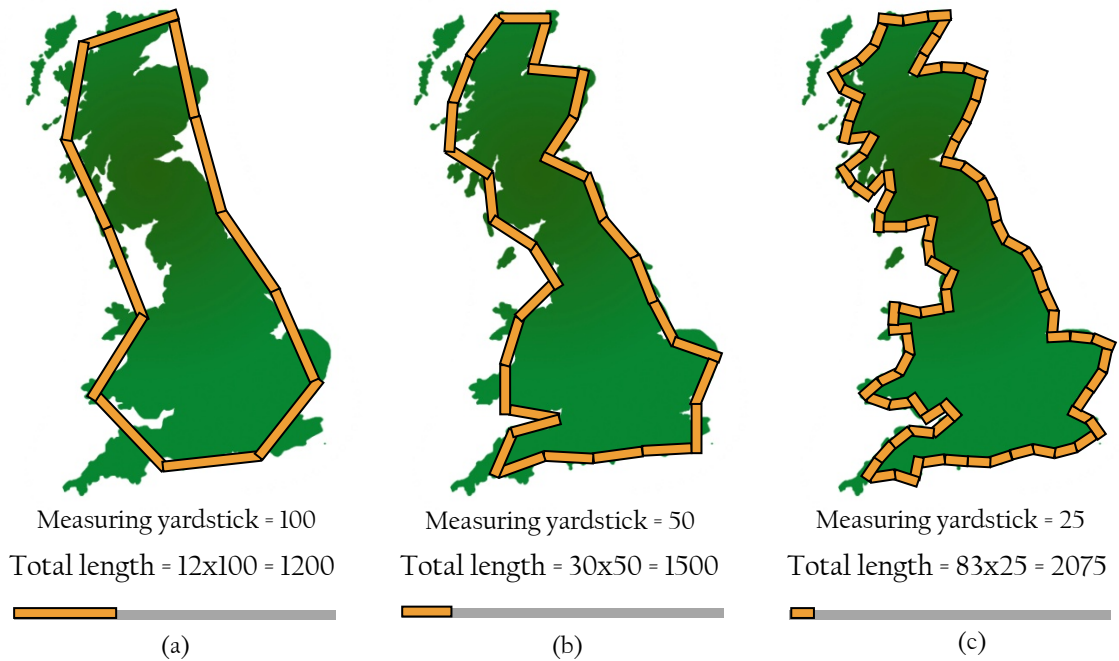 Measuring yardstick = 100
Total length = 12x100 = 1200
(a)
Measuring yardstick = 50
Total length = 30x50 = 1500
(b)
Measuring yardstick = 25
Total length = 83x25 = 2075
(c)